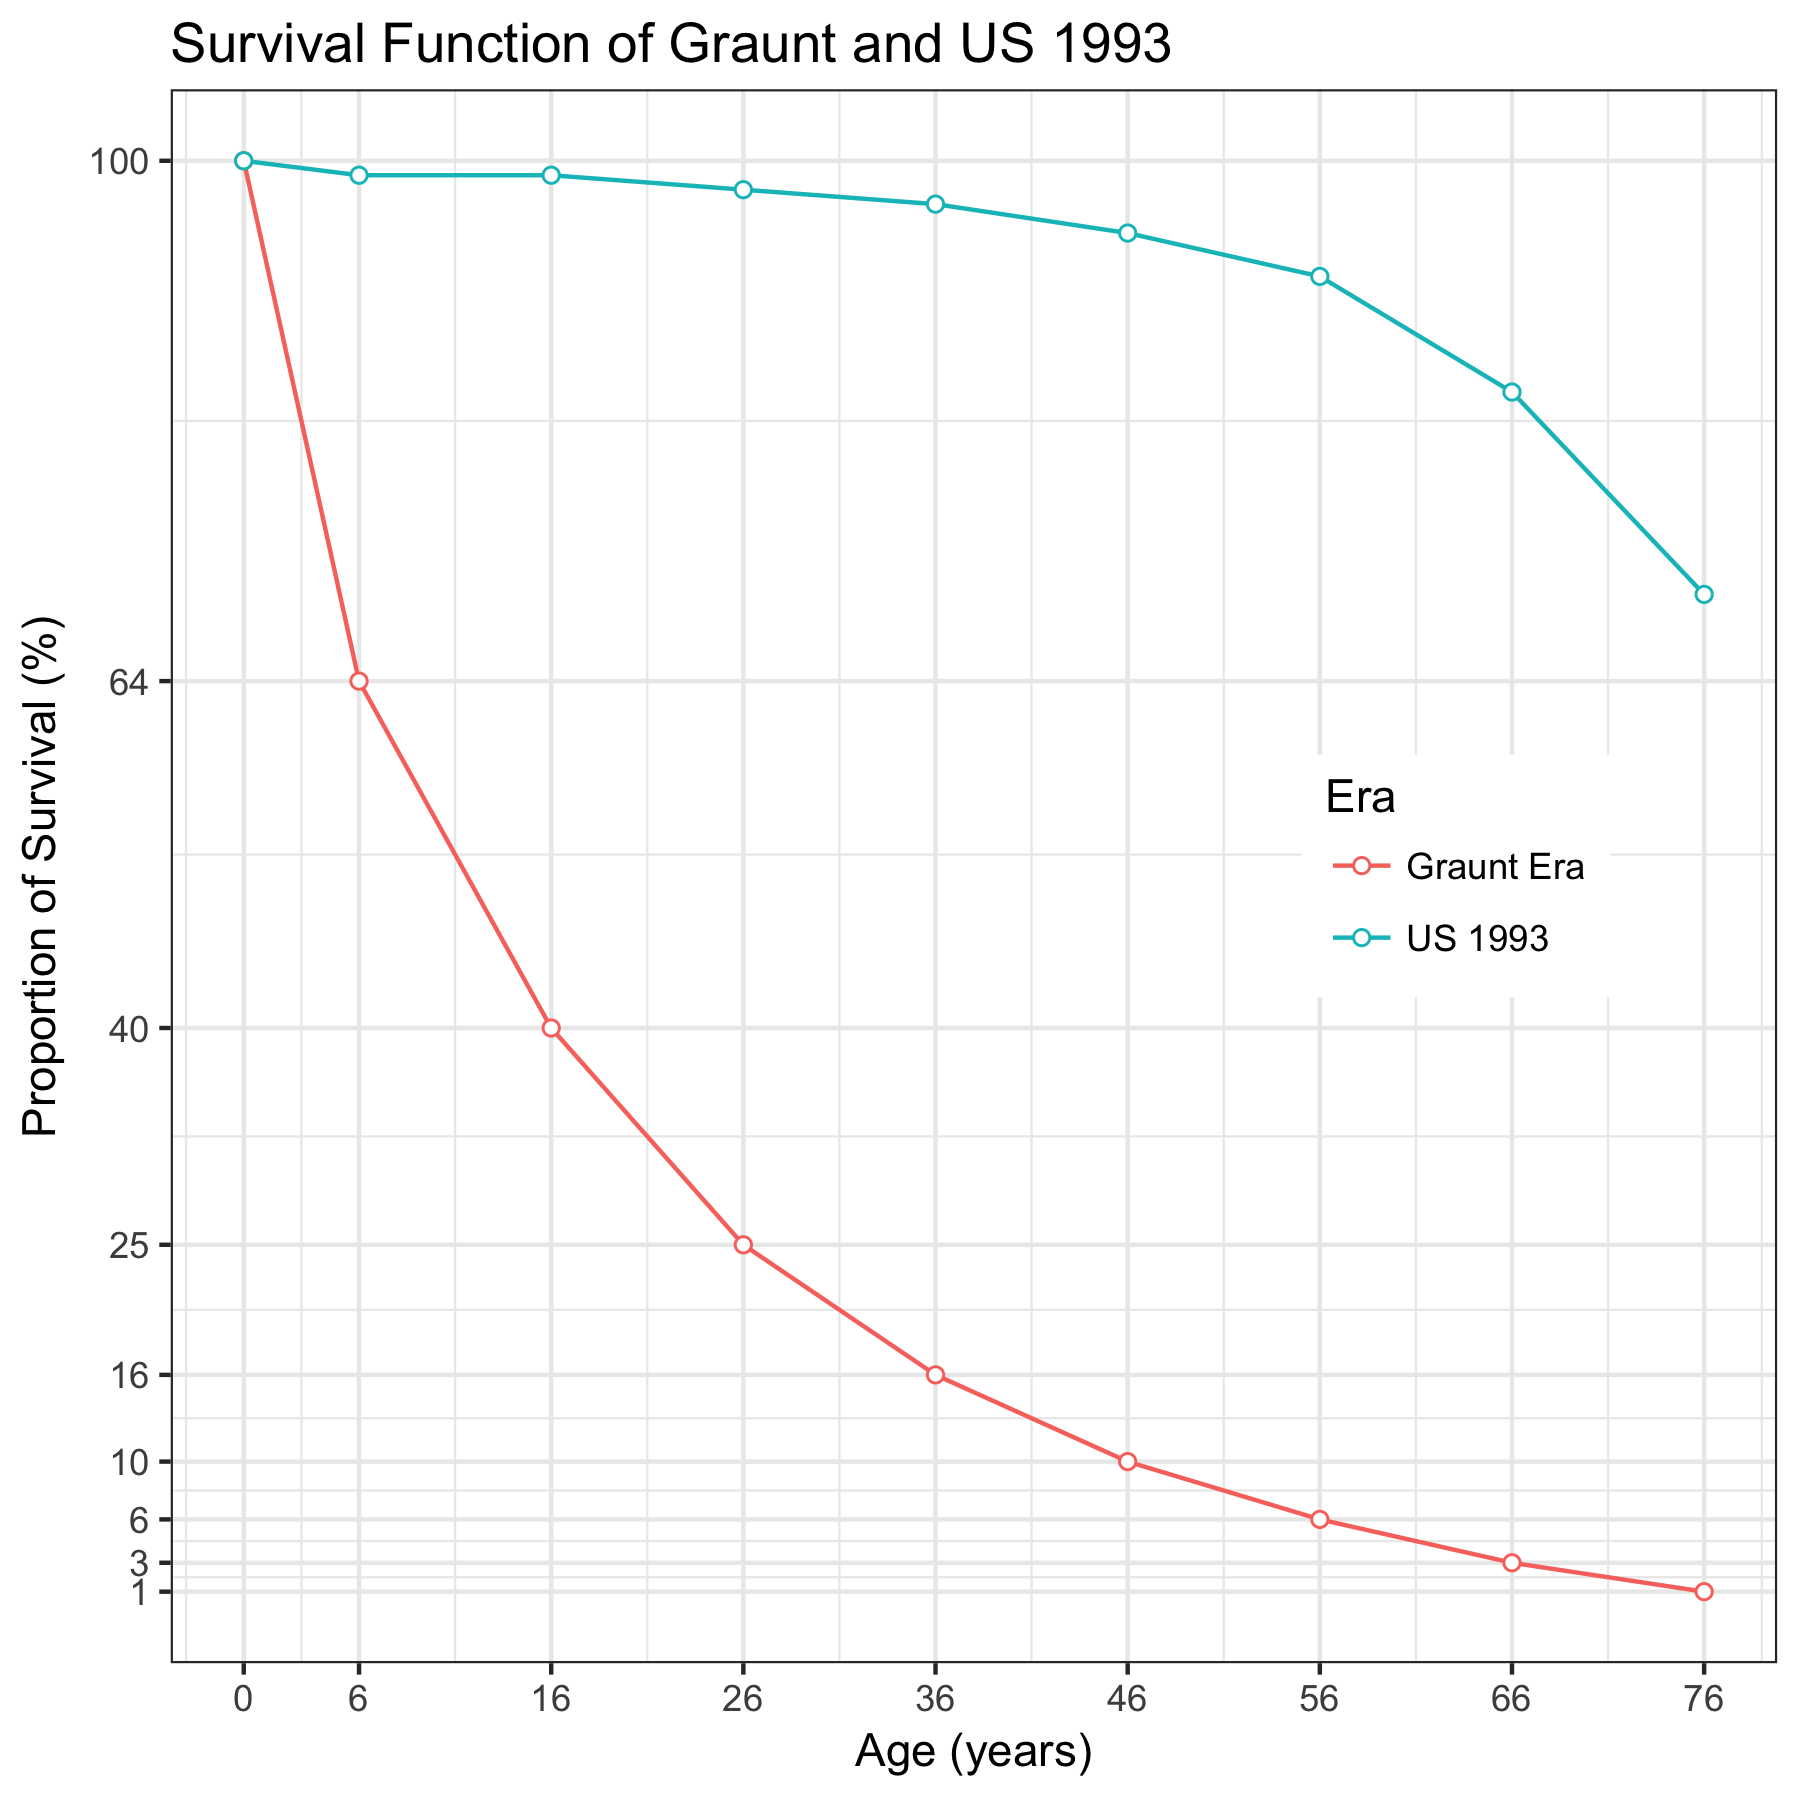 Survival Function of Graunt and US 1993
Proportion of Survival (%)
100
64
40
25
16
10
6
3
1
Era
Graunt Era
US 1993
0 6 16 26 36 46 56 66 76
Age (years)